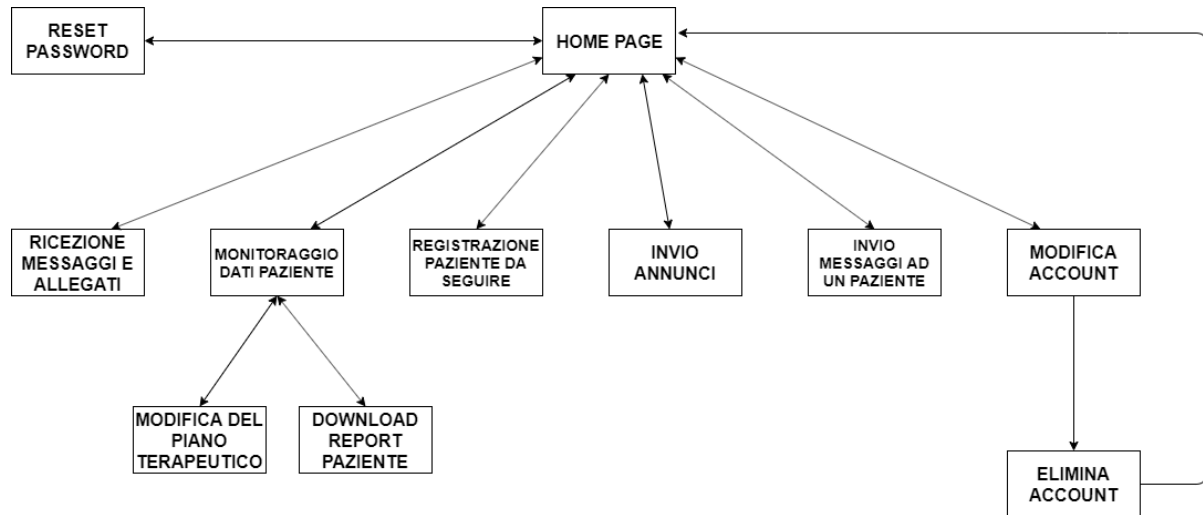 RESET
PASSWORD
HOME PAGE
RICEZIONE
MESSAGGI E
ALLEGATI
MONITORAGGIO
DATI PAZIENTE
REGISTRAZIONE
PAZIENTE DA
SEGUIRE
INVIO
ANNUNCI
INVIO
MESSAGGI AD
UN PAZIENTE
MODIFICA
ACCOUNT
MODIFICA DEL
PIANO
TERAPEUTICO
DOWNLOAD
REPORT
PAZIENTE
ELIMINA
ACCOUNT